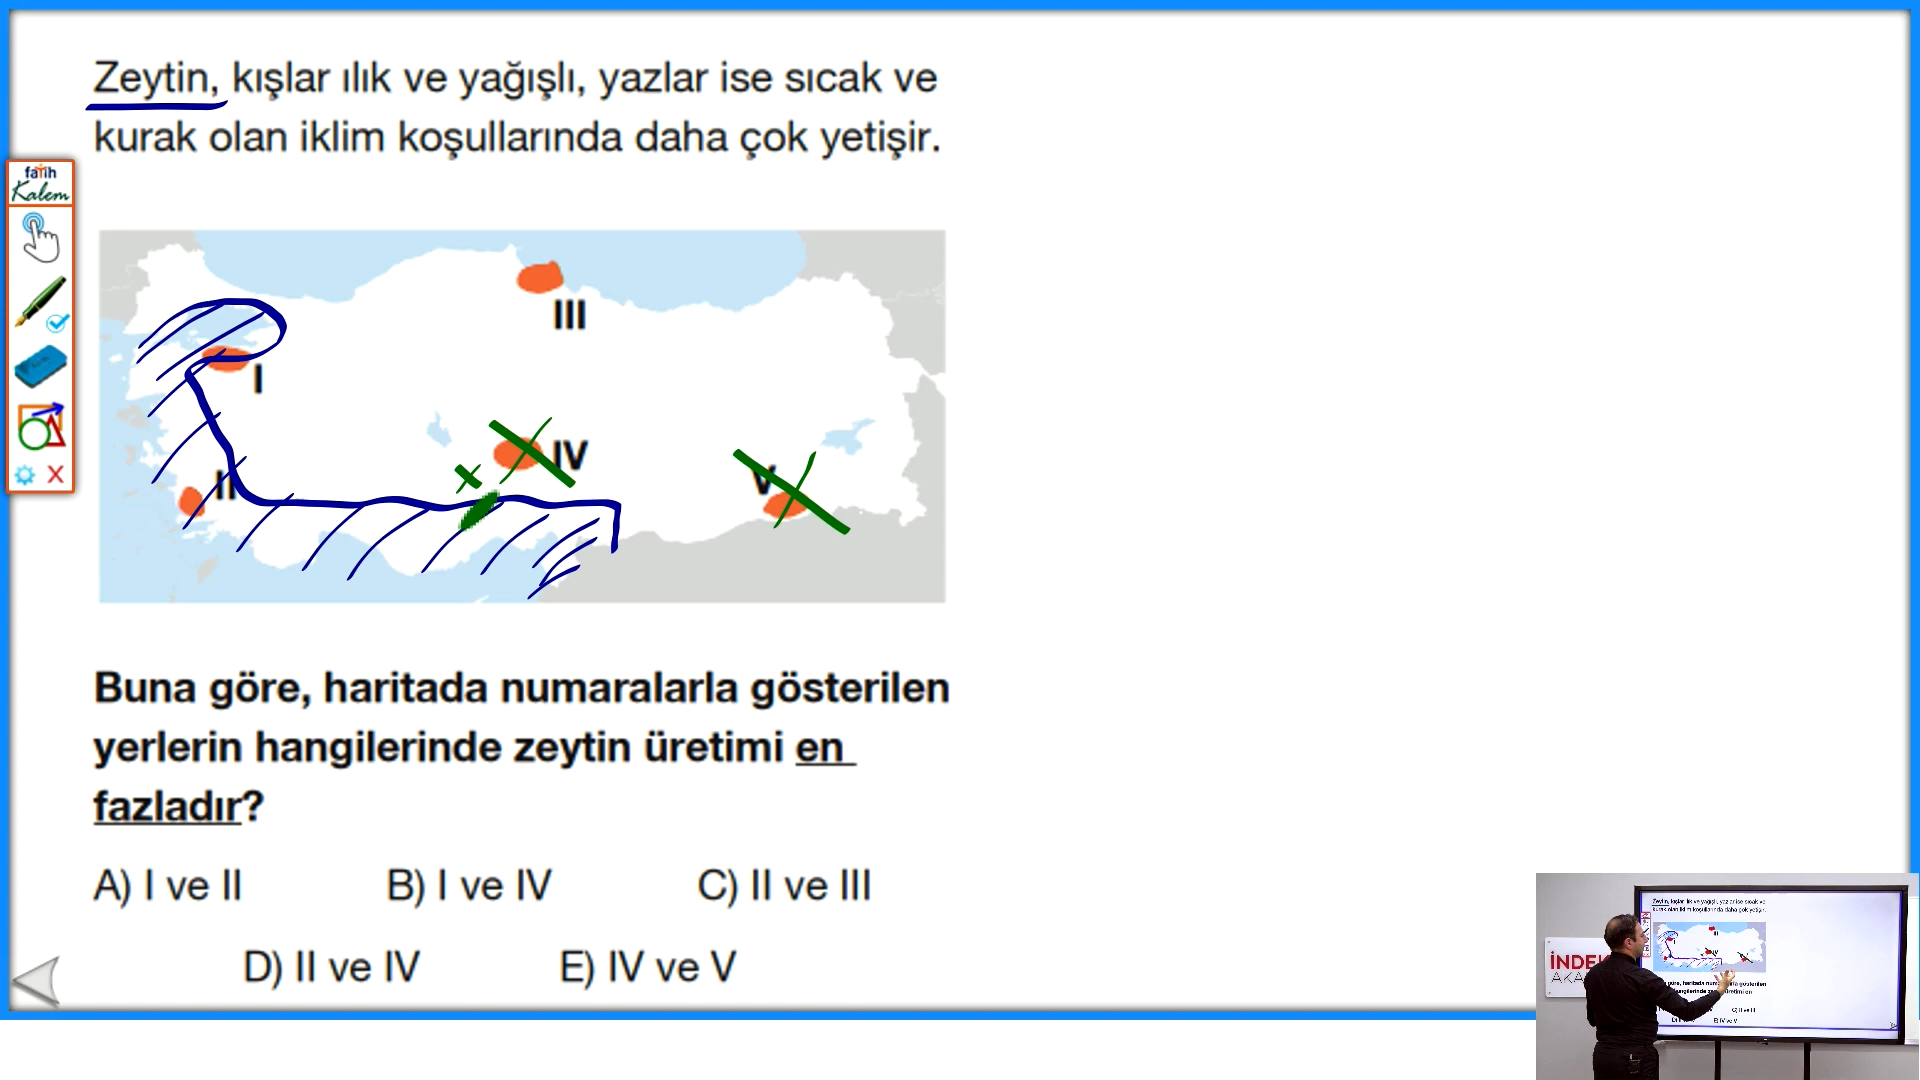 Zeytin, kışlar ılık ve yağışlı, yazlar ise sıcak ve
kurak olan iklim koşullarında daha çok yetişir.
fatih
Kalem
III
I
IV
II
V
Buna göre, haritada numaralarla gösterilen
yerlerin hangilerinde zeytin üretimi en
fazladır?
A) I ve II B) I ve IV C) II ve III
D) II ve IV E) IV ve V